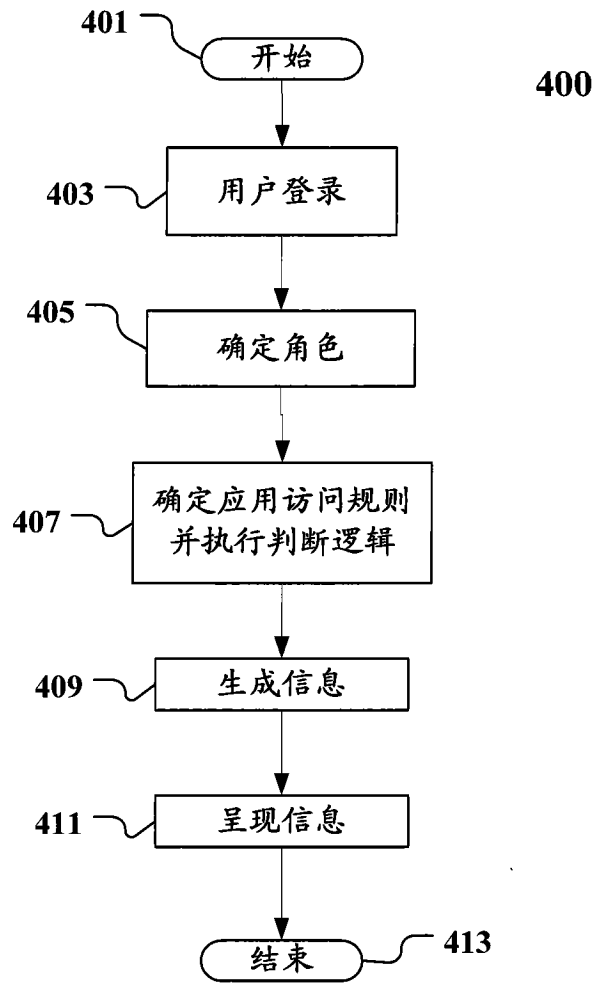 401
开始
400
403
用户登录
405
确定角色
407
确定应用访问规则
并执行判断逻辑
409
生成信息
411
呈现信息
结束
413